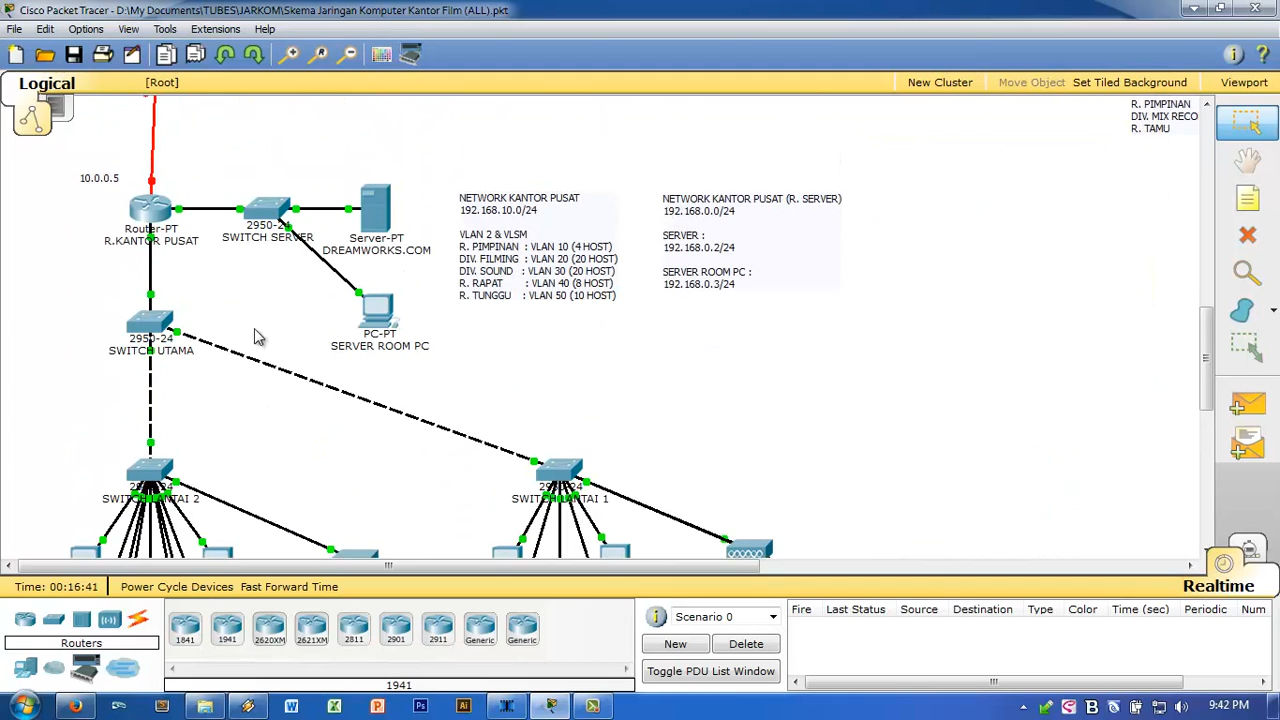 Cisco Packet Tracer - D:\My Documents\TUBES\JARKOM\Skema Jaringan Komputer Kantor Film (ALL).pkt
File Edit Options View Tools Extensions Help
Logical [Root] New Cluster Move Object Set Tiled Background Viewport
R. PIMPINAN
DIV. MIX RECO
R. TAMU
10.0.0.5
Router-PT
R.KANTOR PUSAT
2950-24
SWITCH SERVER
Server-PT
DREAMWORKS.COM
NETWORK KANTOR PUSAT
192.168.10.0/24
VLAN 2 & VLSM
R. PIMPINAN : VLAN 10 (4 HOST)
DIV. FILMING : VLAN 20 (20 HOST)
DIV. SOUND : VLAN 30 (20 HOST)
R. RAPAT : VLAN 40 (8 HOST)
R. TUNGGU : VLAN 50 (10 HOST)
NETWORK KANTOR PUSAT (R. SERVER)
192.168.0.0/24
SERVER :
192.168.0.2/24
SERVER ROOM PC :
192.168.0.3/24
PC-PT
SERVER ROOM PC
2950-24
SWITCH UTAMA
SWITCH LANTAI 2
SWITCH LANTAI 1
Time: 00:16:41 Power Cycle Devices Fast Forward Time Realtime
Routers
1841 1941 2620XM 2621XM 2811 2901 2911 Generic Generic
1941
Scenario 0
New Delete
Toggle PDU List Window
Fire Last Status Source Destination Type Color Time (sec) Periodic Num
9:42 PM